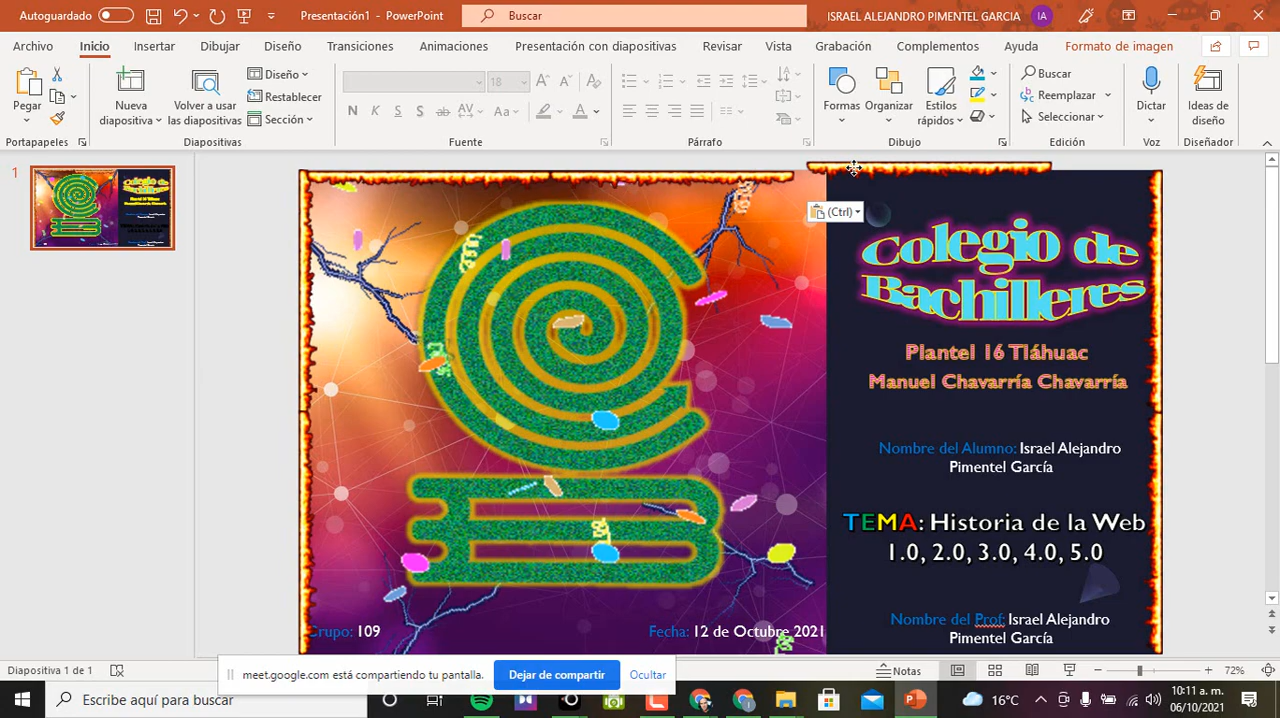 Autoguardado
Presentación1 - PowerPoint
Buscar
ISRAEL ALEJANDRO PIMENTEL GARCIA
IA
Archivo
Inicio
Insertar
Dibujar
Diseño
Transiciones
Animaciones
Presentación con diapositivas
Revisar
Vista
Grabación
Complementos
Ayuda
Formato de imagen
Pegar
Nueva
diapositiva
Volver a usar
las diapositivas
Diseño
Restablecer
Sección
18
N
K
S
S
ab
AV
Aa
A
Formas
Organizar
Estilos
rápidos
Buscar
Reemplazar
Seleccionar
Dictar
Ideas de
diseño
Portapapeles
Diapositivas
Fuente
Párrafo
Dibujo
Edición
Voz
Diseñador
1
(Ctrl)
Colegio de
Bachilleres
Plantel 16 Tláhuac
Manuel Chavarría Chavarría
Nombre del Alumno: Israel Alejandro
Pimentel García
TEMA: Historia de la Web
1.0, 2.0, 3.0, 4.0, 5.0
Nombre del Prof: Israel Alejandro
Pimentel García
Grupo: 109
Fecha: 12 de Octubre 2021
Diapositiva 1 de 1
Notas
72%
meet.google.com está compartiendo tu pantalla.
Dejar de compartir
Ocultar
Escribe aquí para buscar
16°C
10:11 a. m.
06/10/2021